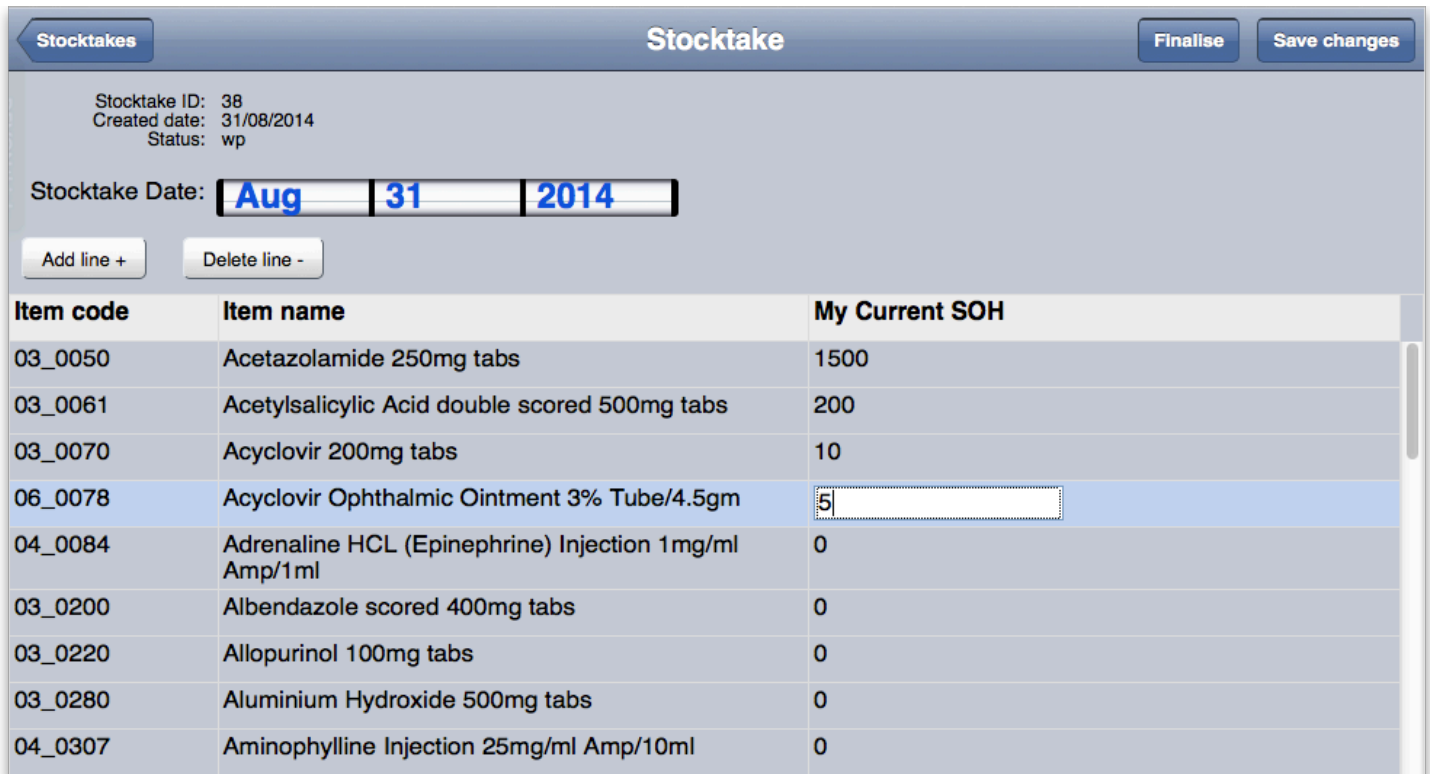 Stocktakes
Stocktake
Finalise
Save changes
Stocktake ID: 38
Created date: 31/08/2014
Status: wp
Stocktake Date: Aug 31 2014
Add line +
Delete line -
Item code Item name My Current SOH
03_0050 Acetazolamide 250mg tabs 1500
03_0061 Acetylsalicylic Acid double scored 500mg tabs 200
03_0070 Acyclovir 200mg tabs 10
06_0078 Acyclovir Ophthalmic Ointment 3% Tube/4.5gm 5
04_0084 Adrenaline HCL (Epinephrine) Injection 1mg/ml 0
Amp/1ml
03_0200 Albendazole scored 400mg tabs 0
03_0220 Allopurinol 100mg tabs 0
03_0280 Aluminium Hydroxide 500mg tabs 0
04_0307 Aminophylline Injection 25mg/ml Amp/10ml 0